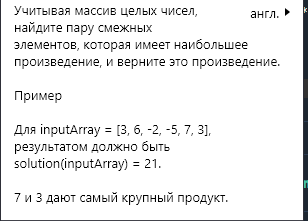 Учитывая массив целых чисел,
англ.
найдите пару смежных
элементов, которая имеет наибольшее
произведение, и верните это произведение.
Пример
Для inputArray = [3, 6, -2, -5, 7, 3],
результатом должно быть
solution(inputArray) = 21.
7 и 3 дают самый крупный продукт.